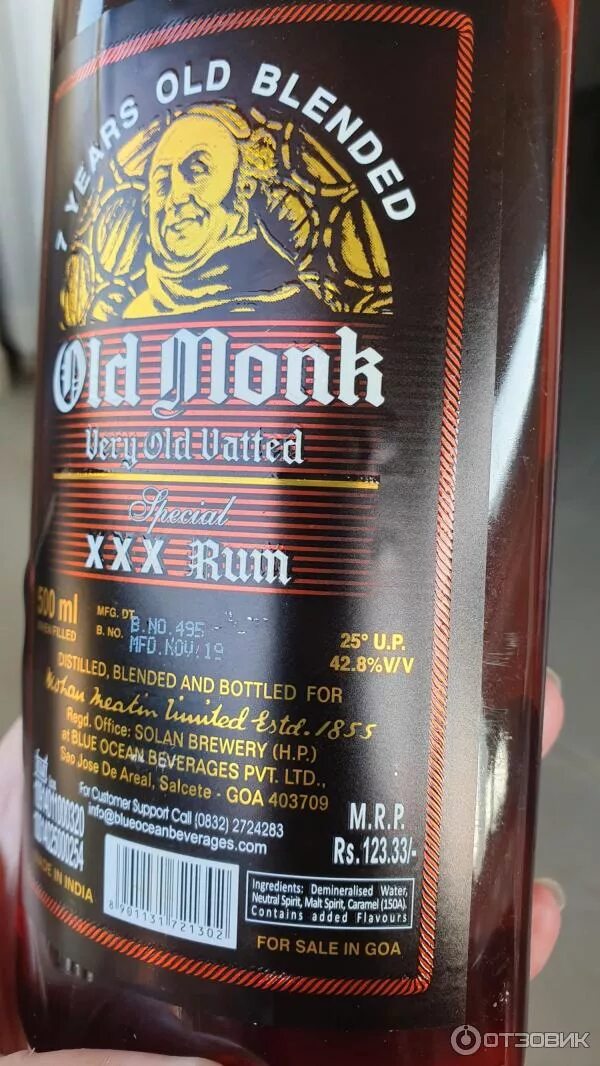 7 YEARS OLD BLENDED
Old Monk
Very Old Vatted
Special
XXX Rum
500 ml
MFG. DT.
B. NO.
B.NO.495
MFD.NOV/19
25° U.P.
42.8%V/V
DISTILLED, BLENDED AND BOTTLED FOR
Mohan Meakin Limited Estd. 1855
Regd. Office: SOLAN BREWERY (H.P.)
at BLUE OCEAN BEVERAGES PVT. LTD.,
Sao Jose De Areal, Salcete - GOA 403709
For Customer Support Call (0832) 2724283
info@blueoceanbeverages.com
M.R.P.
Rs.123.33/-
MADE IN INDIA
8 901131 721302
Ingredients: Demineralised Water,
Neutral Spirit, Malt Spirit, Caramel (150A).
Contains added Flavours
FOR SALE IN GOA
ОТЗОВИК